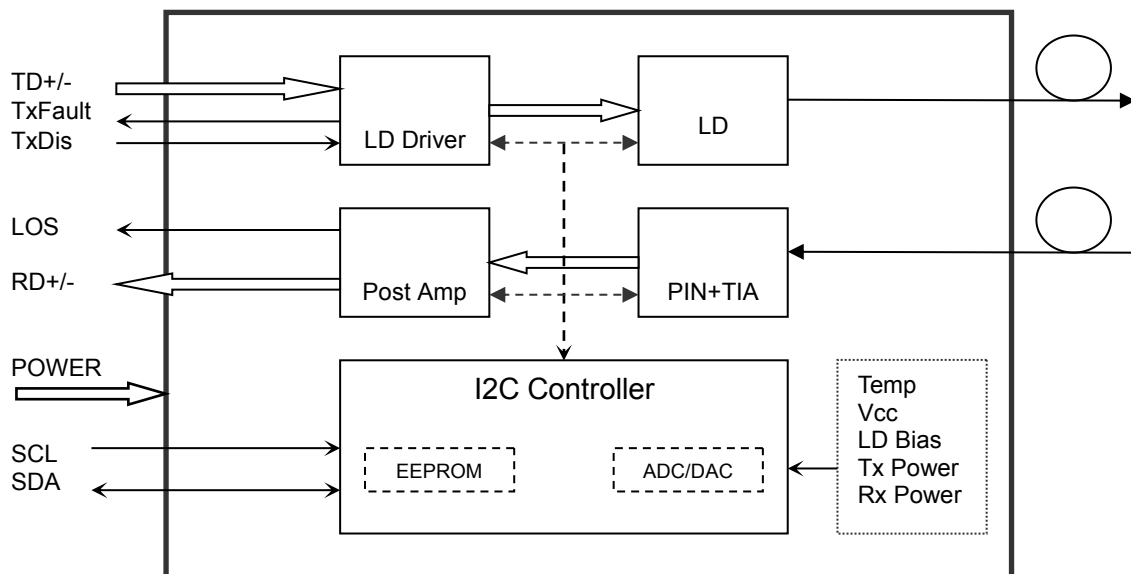 TD+/-
TxFault
TxDis
LD Driver
LD
LOS
RD+/-
Post Amp
PIN+TIA
POWER
I2C Controller
SCL
SDA
EEPROM
ADC/DAC
Temp
Vcc
LD Bias
Tx Power
Rx Power